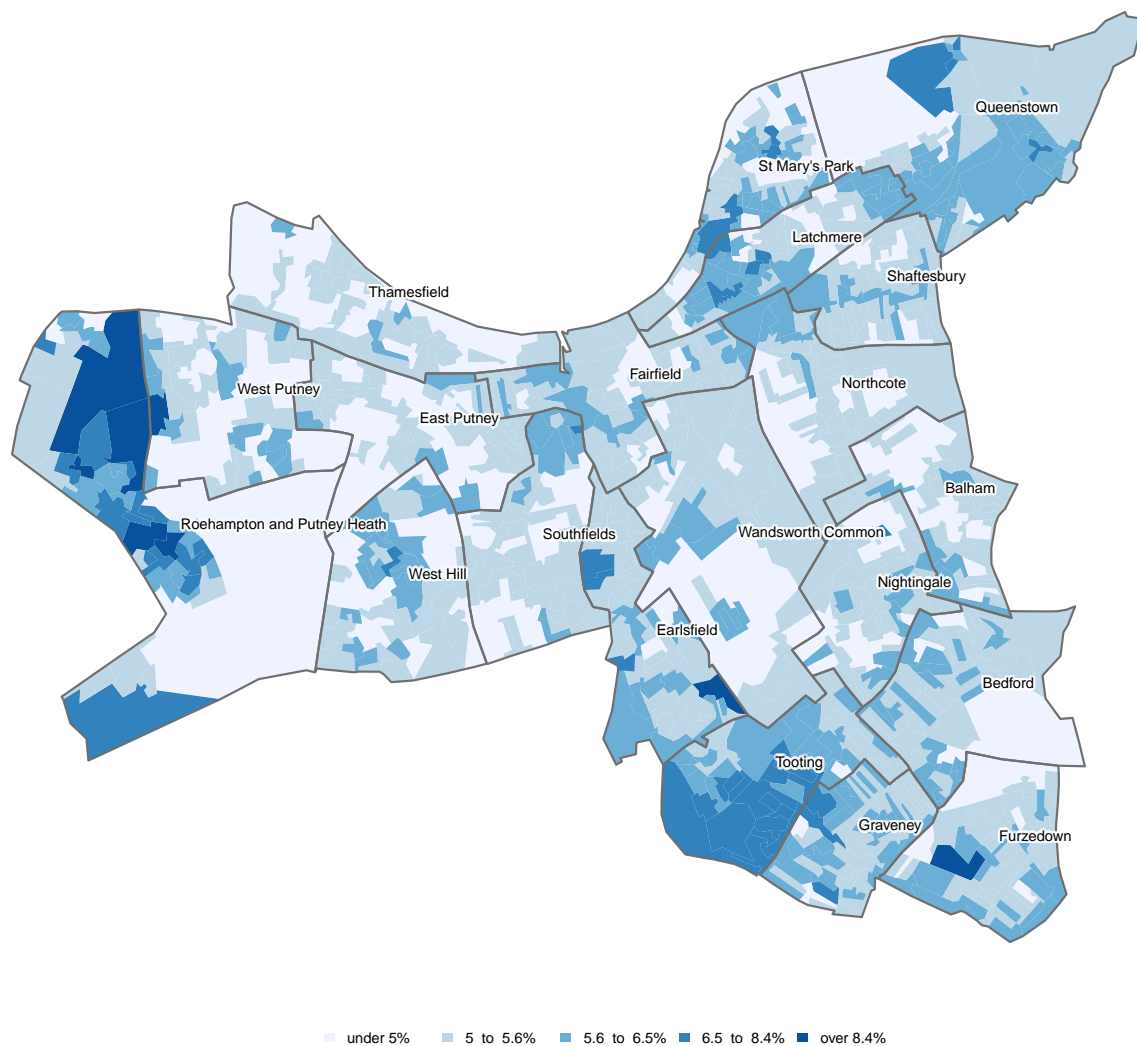 Queenstown
St Mary's Park
Latchmere
Shaftesbury
Thamesfield
Fairfield
Northcote
West Putney
East Putney
Balham
Roehampton and Putney Heath
Southfields
Wandsworth Common
West Hill
Nightingale
Earlsfield
Bedford
Tooting
Graveney
Furzedown
under 5% 5 to 5.6% 5.6 to 6.5% 6.5 to 8.4% over 8.4%